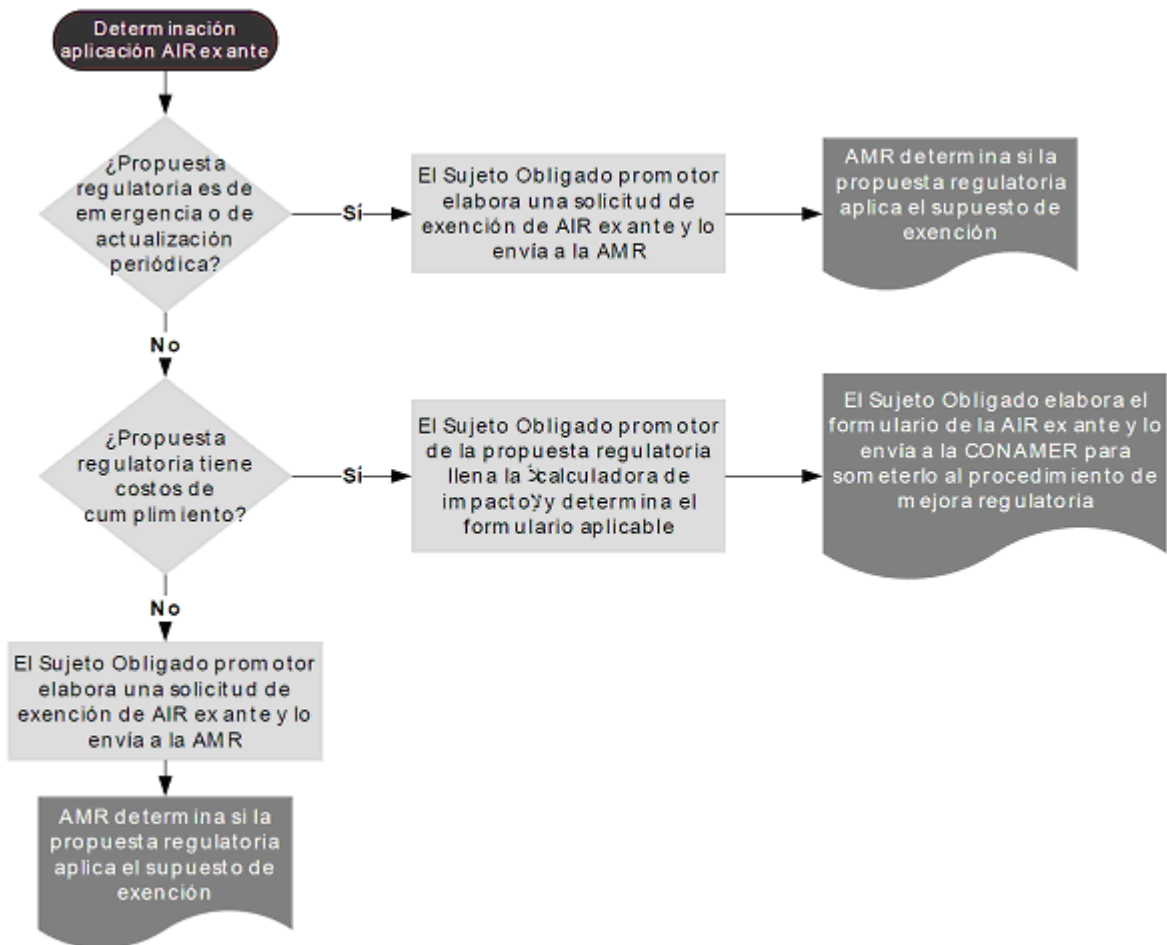 Determinación
aplicación AIR ex ante
¿Propuesta
regulatoria es de
emergencia o de
actualización
periódica?
Sí
El Sujeto Obligado promotor
elabora una solicitud de
exención de AIR ex ante y lo
envía a la AMR
AMR determina si la
propuesta regulatoria
aplica el supuesto de
exención
No
¿Propuesta
regulatoria tiene
costos de
cumplimiento?
Sí
El Sujeto Obligado promotor
de la propuesta regulatoria
llena la calculadora de
impacto y determina el
formulario aplicable
El Sujeto Obligado elabora el
formulario de la AIR ex ante y lo
envía a la CONAMER para
someterlo al procedimiento de
mejora regulatoria
No
El Sujeto Obligado promotor
elabora una solicitud de
exención de AIR ex ante y lo
envía a la AMR
AMR determina si la
propuesta regulatoria
aplica el supuesto de
exención